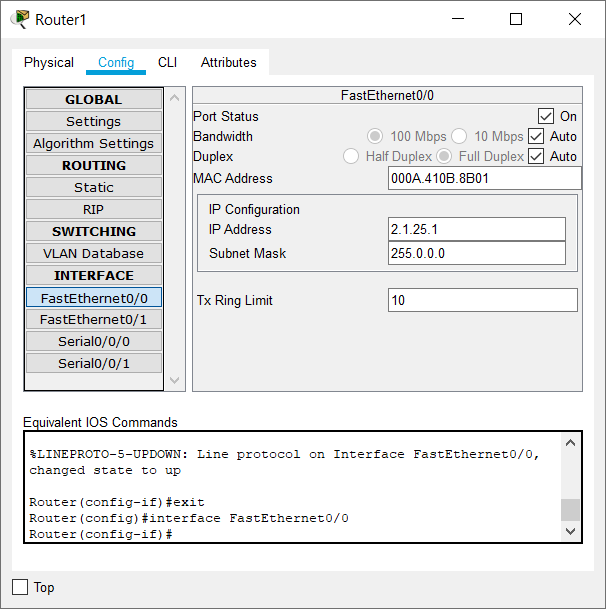 Router1
Physical Config CLI Attributes
GLOBAL
Settings
Algorithm Settings
ROUTING
Static
RIP
SWITCHING
VLAN Database
INTERFACE
FastEthernet0/0
FastEthernet0/1
Serial0/0/0
Serial0/0/1
FastEthernet0/0
Port Status On
Bandwidth 100 Mbps 10 Mbps Auto
Duplex Half Duplex Full Duplex Auto
MAC Address 000A.410B.8B01
IP Configuration
IP Address 2.1.25.1
Subnet Mask 255.0.0.0
Tx Ring Limit 10
Equivalent IOS Commands
%LINEPROTO-5-UPDOWN: Line protocol on Interface FastEthernet0/0,
changed state to up
Router(config-if)#exit
Router(config)#interface FastEthernet0/0
Router(config-if)#
Top